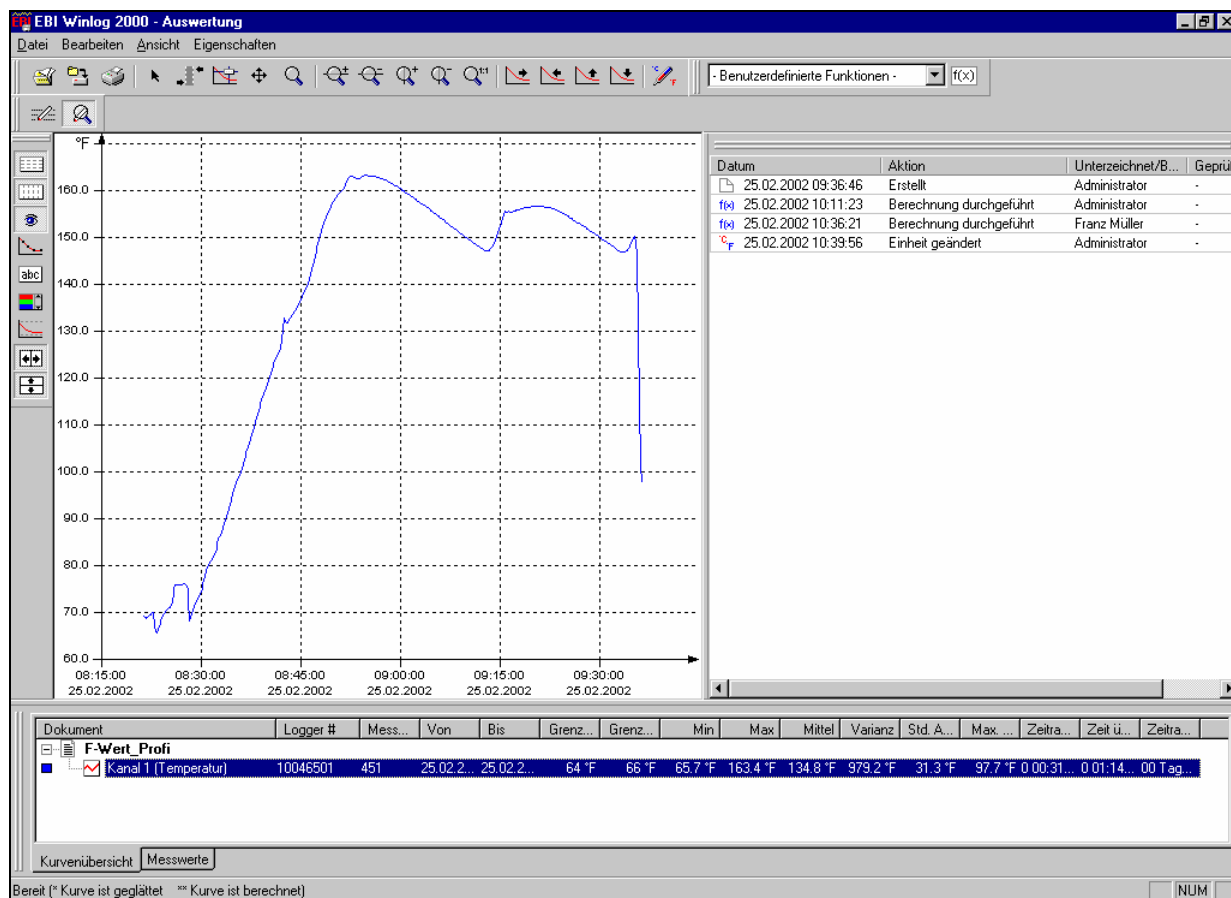 EBI Winlog 2000 - Auswertung
Datei Bearbeiten Ansicht Eigenschaften
- Benutzerdefinierte Funktionen - f(x)
°F
160.0
150.0
140.0
130.0
120.0
110.0
100.0
90.0
80.0
70.0
60.0
08:15:00 08:30:00 08:45:00 09:00:00 09:15:00 09:30:00
25.02.2002 25.02.2002 25.02.2002 25.02.2002 25.02.2002 25.02.2002
abc
Datum Aktion Unterzeichnet/B... Geprü
25.02.2002 09:36:46 Erstellt Administrator -
f(x) 25.02.2002 10:11:23 Berechnung durchgeführt Administrator -
f(x) 25.02.2002 10:36:21 Berechnung durchgeführt Franz Müller -
°C F 25.02.2002 10:39:56 Einheit geändert Administrator -
Dokument Logger # Mess... Von Bis Grenz... Grenz... Min Max Mittel Varianz Std. A... Max. ... Zeitra... Zeit ü... Zeitra...
F-Wert_Profi
Kanal 1 (Temperatur) 10046501 451 25.02.2... 25.02.2... 64 °F 66 °F 65.7 °F 163.4 °F 134.8 °F 979.2 °F 31.3 °F 97.7 °F 0 00:31... 0 01:14... 00 Tag...
Kurvenübersicht Messwerte
Bereit (* Kurve ist geglättet ** Kurve ist berechnet) NUM